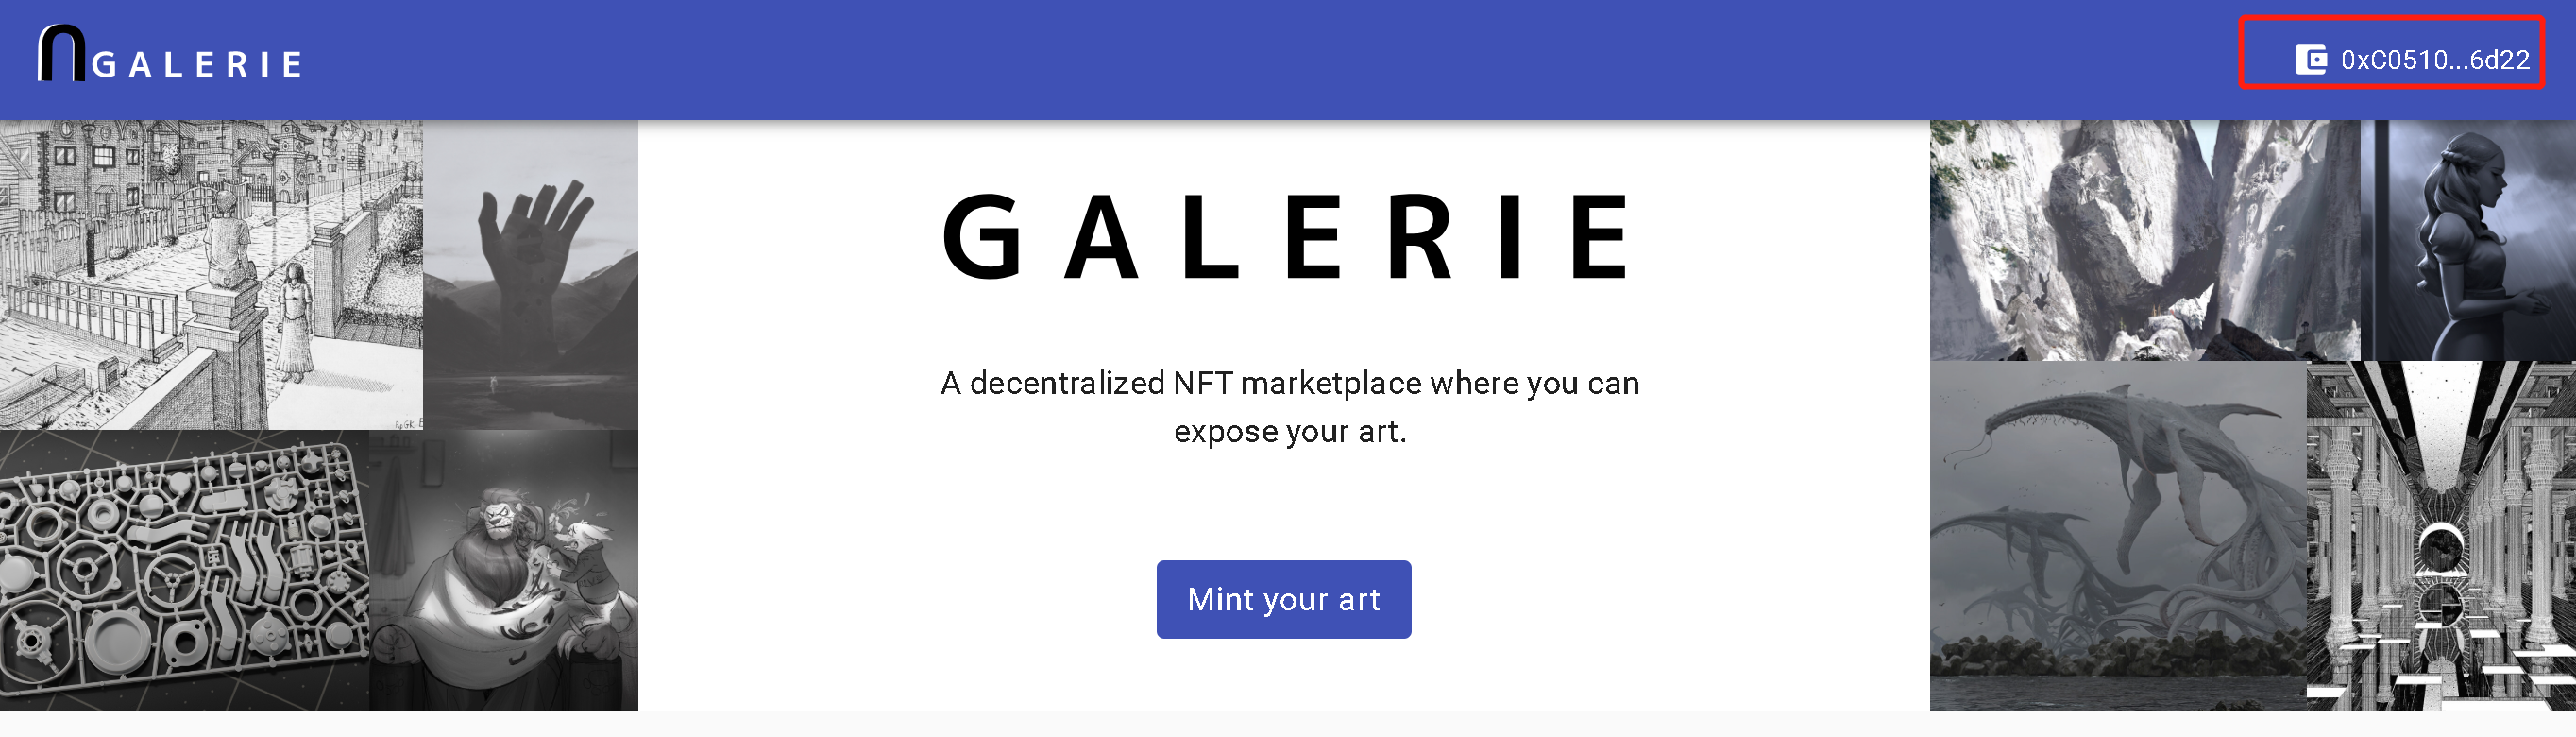 GALERIE
0xC0510...6d22
GALERIE
A decentralized NFT marketplace where you can
expose your art.
Mint your art